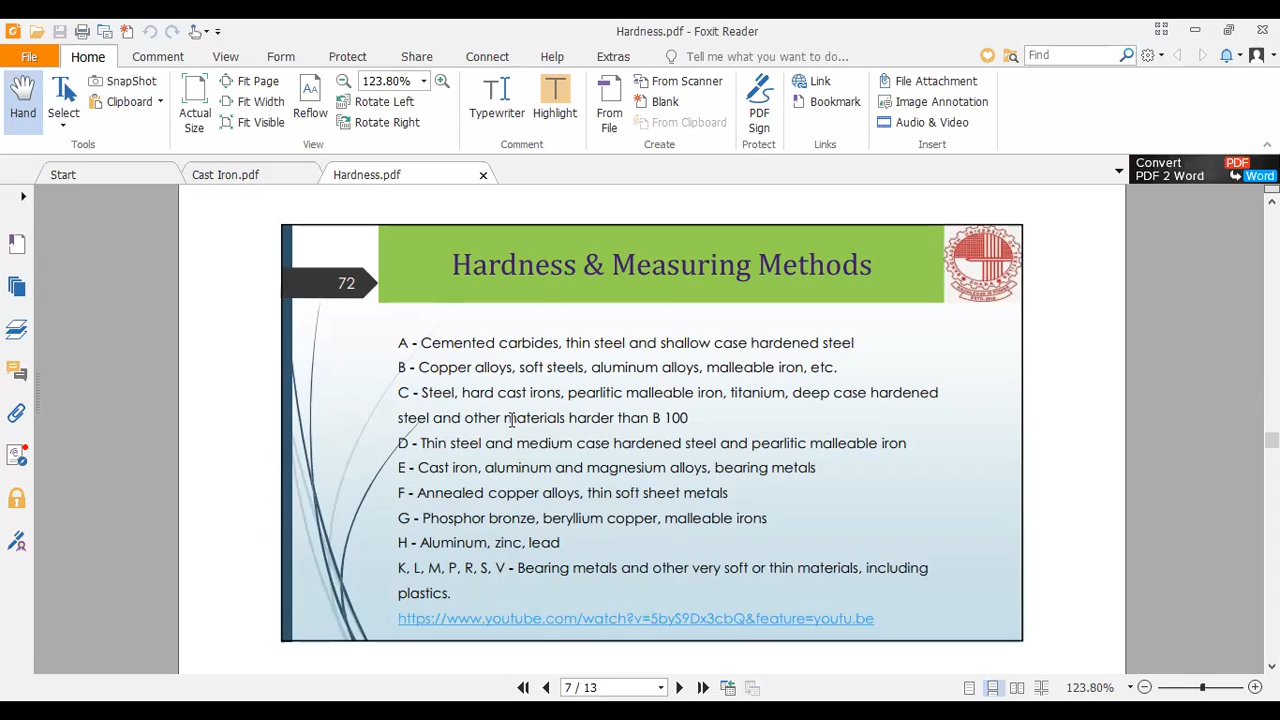 Hardness.pdf - Foxit Reader
File Home Comment View Form Protect Share Connect Help Extras Tell me what you want to do... Find
Hand Select SnapShot Clipboard Actual Size Fit Page Fit Width Fit Visible Reflow 123.80% Rotate Left Rotate Right Typewriter Highlight From File From Scanner Blank From Clipboard PDF Sign Link Bookmark File Attachment Image Annotation Audio & Video
Tools View Comment Create Protect Links Insert
Start Cast Iron.pdf Hardness.pdf
Convert PDF
PDF 2 Word Word
72
Hardness & Measuring Methods
A - Cemented carbides, thin steel and shallow case hardened steel
B - Copper alloys, soft steels, aluminum alloys, malleable iron, etc.
C - Steel, hard cast irons, pearlitic malleable iron, titanium, deep case hardened
steel and other materials harder than B 100
D - Thin steel and medium case hardened steel and pearlitic malleable iron
E - Cast iron, aluminum and magnesium alloys, bearing metals
F - Annealed copper alloys, thin soft sheet metals
G - Phosphor bronze, beryllium copper, malleable irons
H - Aluminum, zinc, lead
K, L, M, P, R, S, V - Bearing metals and other very soft or thin materials, including
plastics.
https://www.youtube.com/watch?v=5byS9Dx3cbQ&feature=youtu.be
7 / 13 123.80%